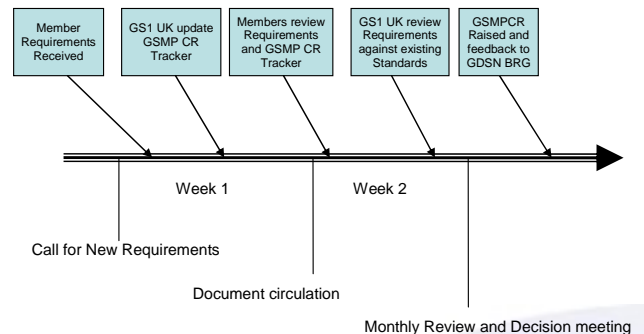 Member
Requirements
Received
GS1 UK update
GSMP CR
Tracker
Members review
Requirements
and GSMP CR
Tracker
GS1 UK review
Requirements
against existing
Standards
GSMPCR
Raised and
feedback to
GDSN BRG
Week 1
Week 2
Call for New Requirements
Document circulation
Monthly Review and Decision meeting